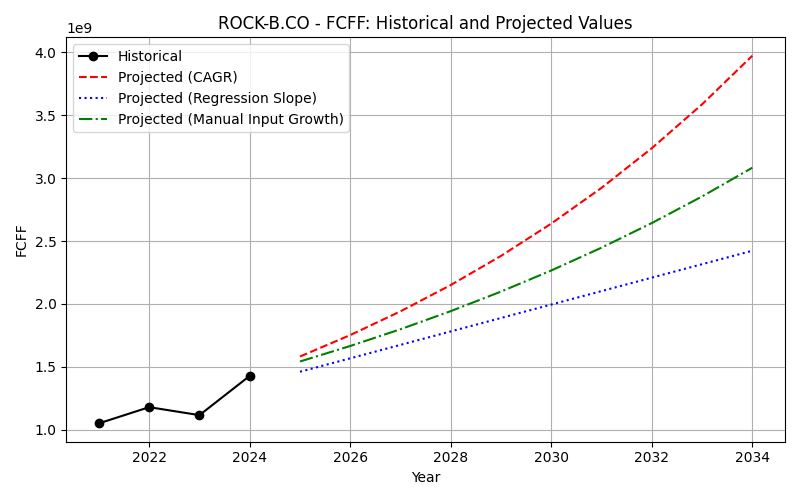 ROCK-B.CO - FCFF: Historical and Projected Values
1e9
Historical
Projected (CAGR)
Projected (Regression Slope)
Projected (Manual Input Growth)
4.0
3.5
3.0
2.5
2.0
1.5
1.0
FCFF
2022 2024 2026 2028 2030 2032 2034
Year